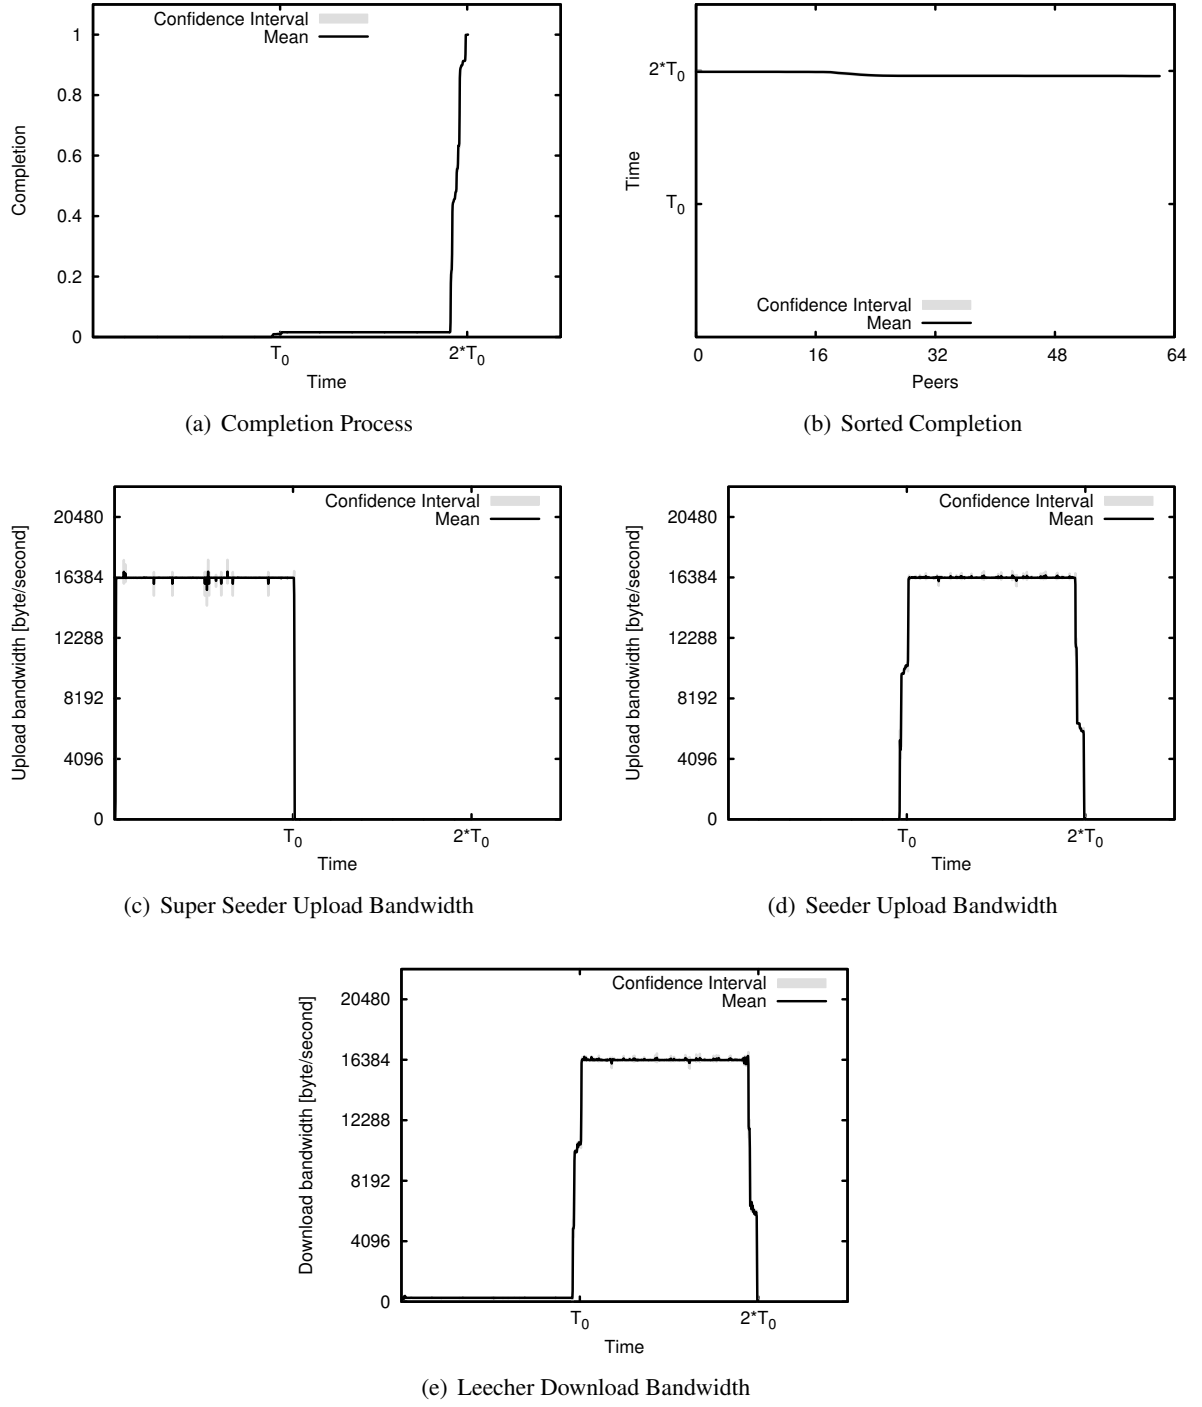 Confidence Interval
Mean
1
0.8
0.6
0.4
0.2
0
Completion
T0
2*T0
Time
(a) Completion Process
2*T0
T0
Time
Confidence Interval
Mean
0
16
32
48
64
Peers
(b) Sorted Completion
Confidence Interval
Mean
20480
16384
12288
8192
4096
0
Upload bandwidth [byte/second]
T0
2*T0
Time
(c) Super Seeder Upload Bandwidth
Confidence Interval
Mean
20480
16384
12288
8192
4096
0
Upload bandwidth [byte/second]
T0
2*T0
Time
(d) Seeder Upload Bandwidth
Confidence Interval
Mean
20480
16384
12288
8192
4096
0
Download bandwidth [byte/second]
T0
2*T0
Time
(e) Leecher Download Bandwidth